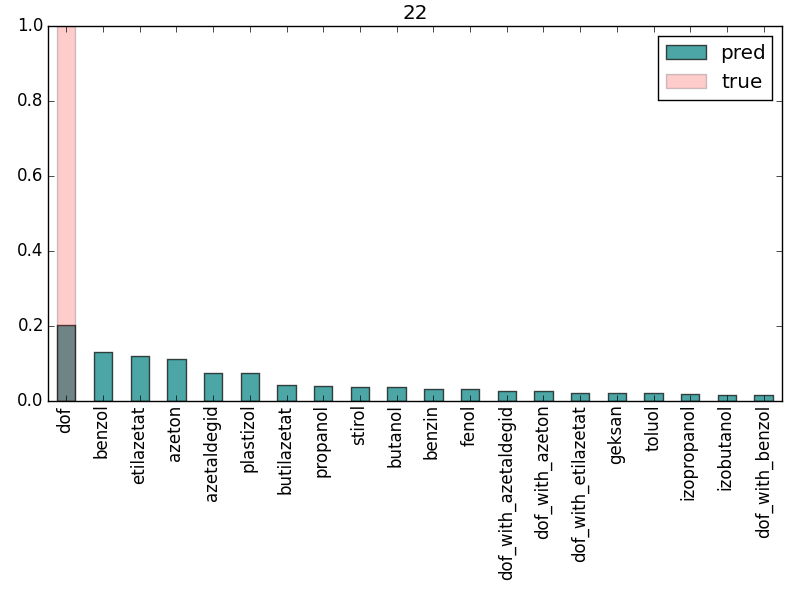 22
1.0
0.8
0.6
0.4
0.2
0.0
pred
true
dof
benzol
etilazetat
azeton
azetaldegid
plastizol
butilazetat
propanol
stirol
butanol
benzin
fenol
dof_with_azetaldegid
dof_with_azeton
dof_with_etilazetat
geksan
toluol
izopropanol
izobutanol
dof_with_benzol